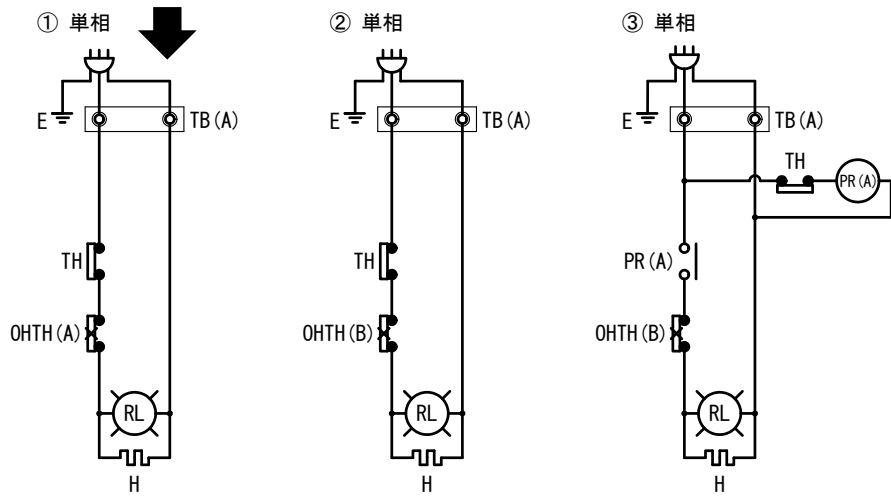 ① 単相
E
TB(A)
TH
OHTH(A)
RL
H
② 単相
E
TB(A)
TH
OHTH(B)
RL
H
③ 単相
E
TB(A)
TH
PR(A)
PR(A)
OHTH(B)
RL
H